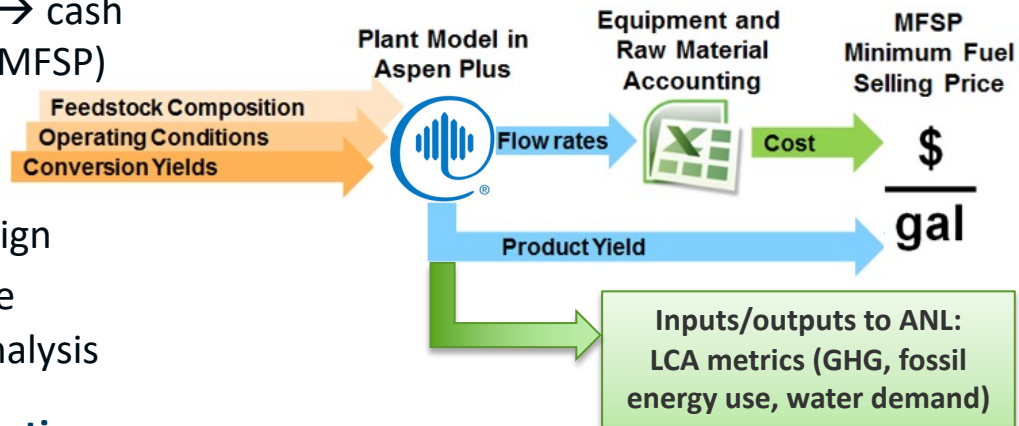 → cash
MFSP)
ign
e
nalysis
Plant Model in
Aspen Plus
Equipment and
Raw Material
Accounting
MFSP
Minimum Fuel
Selling Price
Feedstock Composition
Operating Conditions
Conversion Yields
®
Flow rates
X
Cost
$
gal
Product Yield
Inputs/outputs to ANL:
LCA metrics (GHG, fossil
energy use, water demand)